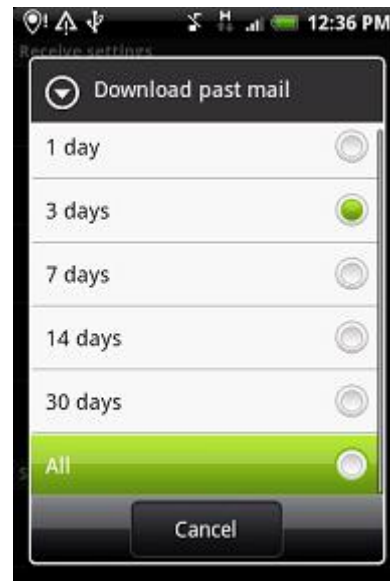 H
12:36 PM
Receive settings
Download past mail
1 day
3 days
7 days
14 days
30 days
All
Cancel